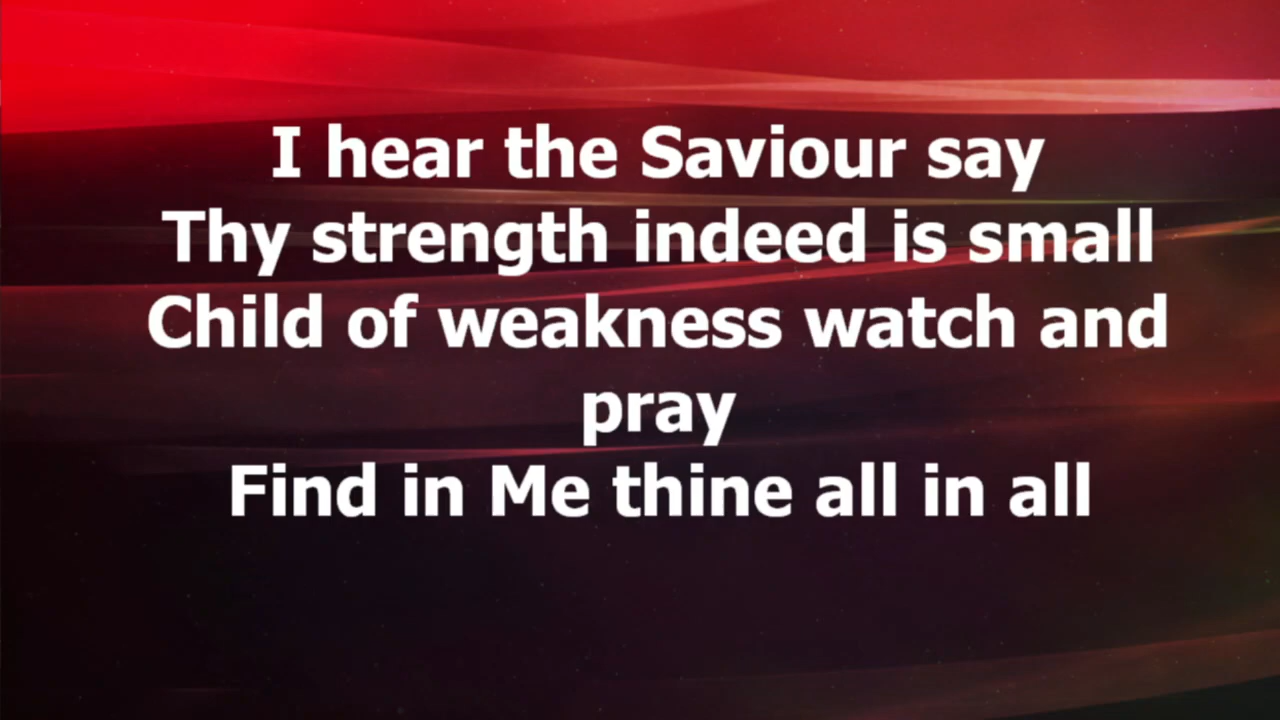 I hear the Saviour say
Thy strength indeed is small
Child of weakness watch and
pray
Find in Me thine all in all